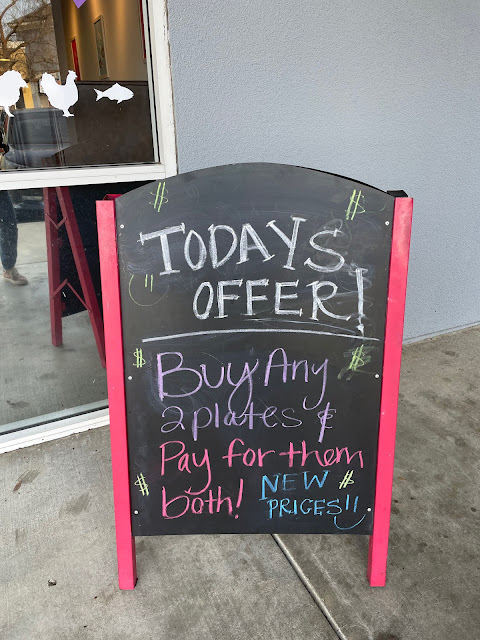 TODAYS
OFFER!
Buy Any
2 plates &
Pay for them
both! NEW
PRICES!!